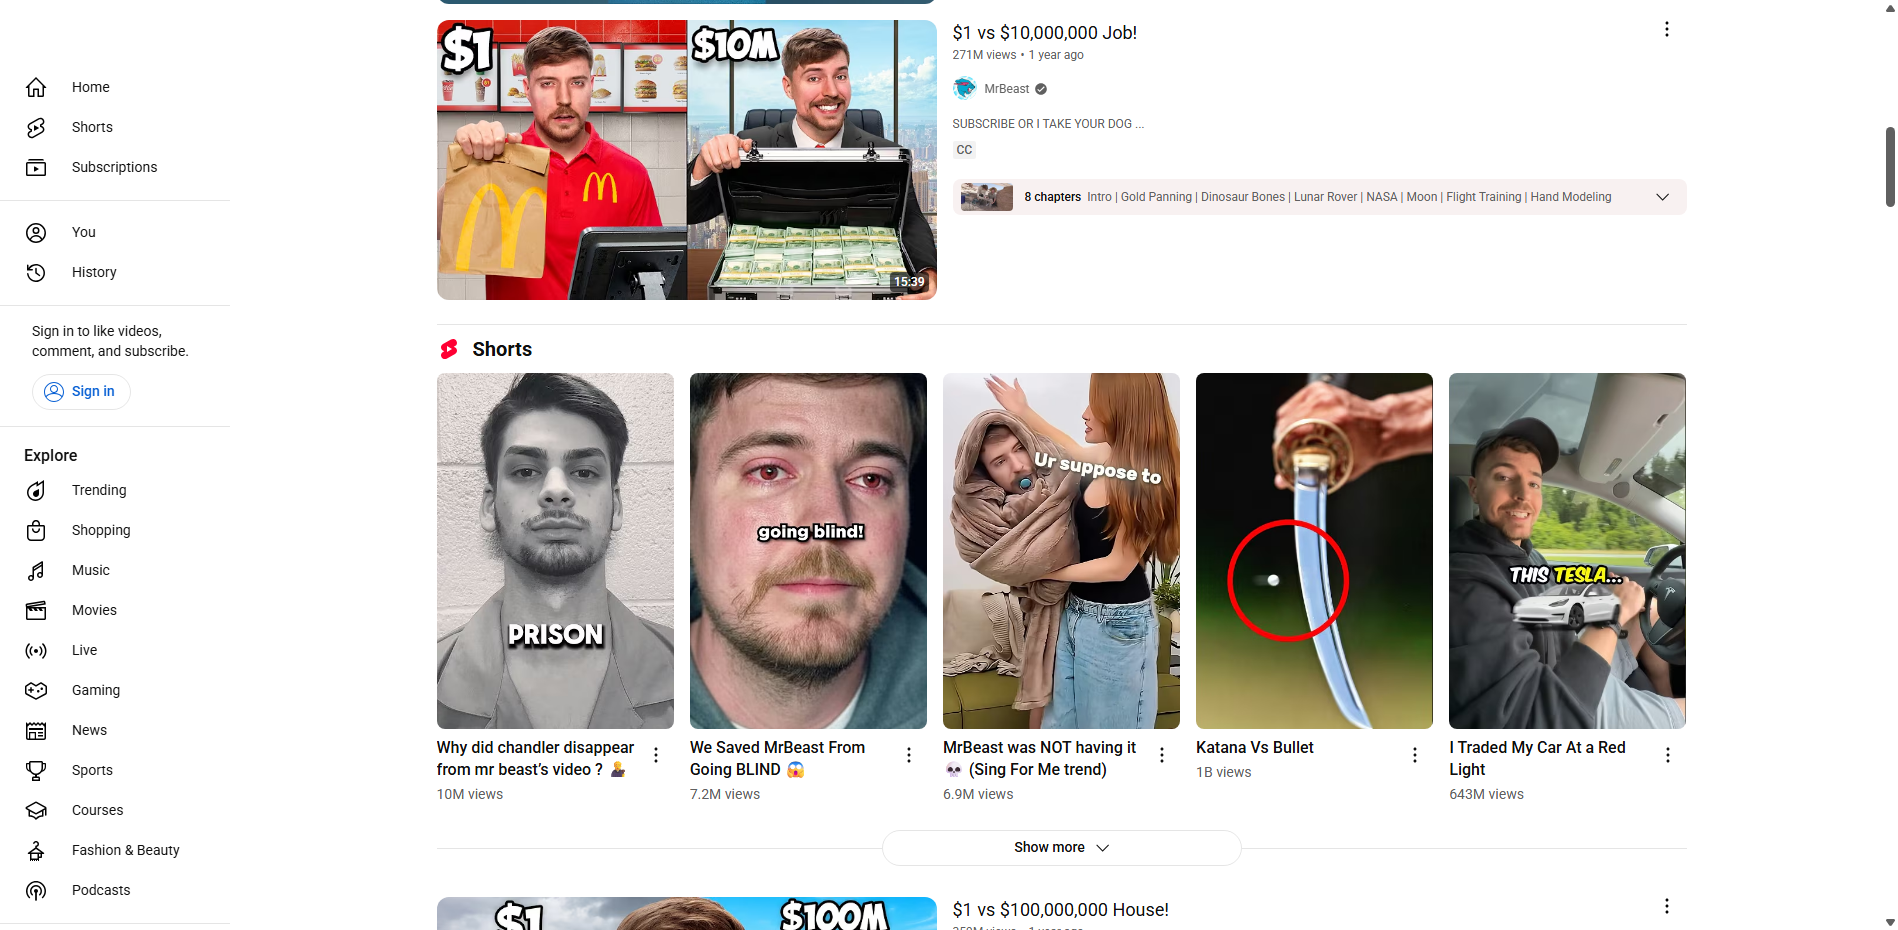 Home
Shorts
Subscriptions
You
History
Sign in to like videos,
comment, and subscribe.
Sign in
Explore
Trending
Shopping
Music
Movies
Live
Gaming
News
Sports
Courses
Fashion & Beauty
Podcasts
$1
$10M
15:39
$1 vs $10,000,000 Job!
271M views • 1 year ago
MrBeast
SUBSCRIBE OR I TAKE YOUR DOG ...
CC
8 chapters Intro | Gold Panning | Dinosaur Bones | Lunar Rover | NASA | Moon | Flight Training | Hand Modeling
Shorts
PRISON
going blind!
Ur suppose to
THIS TESLA...
Why did chandler disappear
from mr beast's video ? 🤷‍♂️
10M views
We Saved MrBeast From
Going BLIND 😱
7.2M views
MrBeast was NOT having it
💀 (Sing For Me trend)
6.9M views
Katana Vs Bullet
1B views
I Traded My Car At a Red
Light
643M views
Show more
$1
$100M
$1 vs $100,000,000 House!